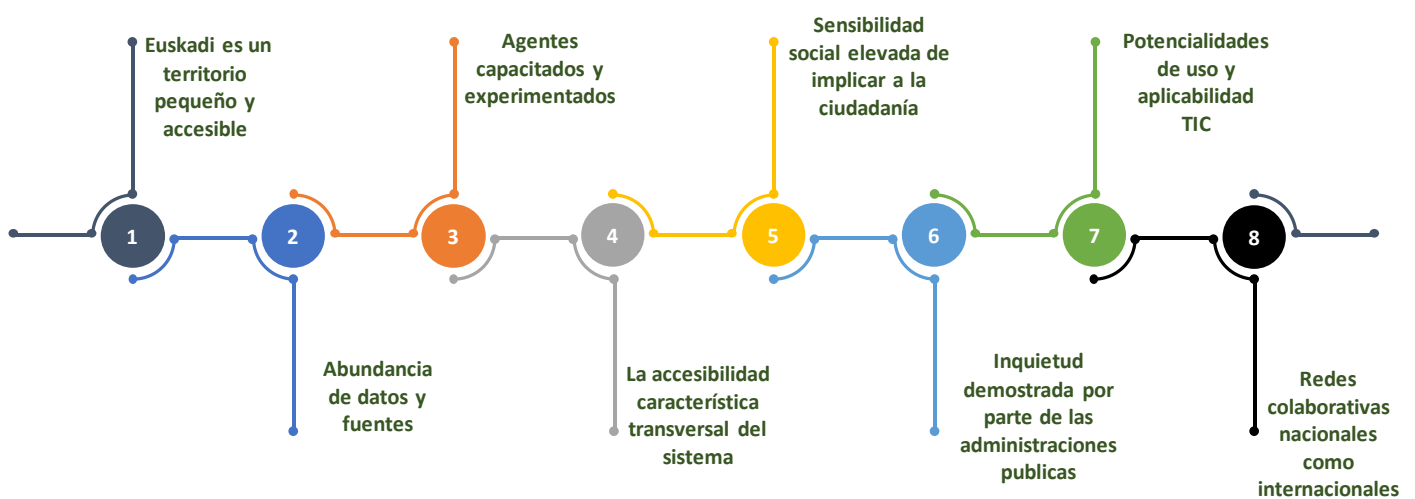 1
Euskadi es un
territorio
pequeño y
accesible
2
Abundancia
de datos y
fuentes
3
Agentes
capacitados y
experimentados
4
La accesibilidad
característica
transversal del
sistema
5
Sensibilidad
social elevada de
implicar a la
ciudadanía
6
Inquietud
demostrada por
parte de las
administraciones
publicas
7
Potencialidades
de uso y
aplicabilidad
TIC
8
Redes
colaborativas
nacionales
como
internacionales